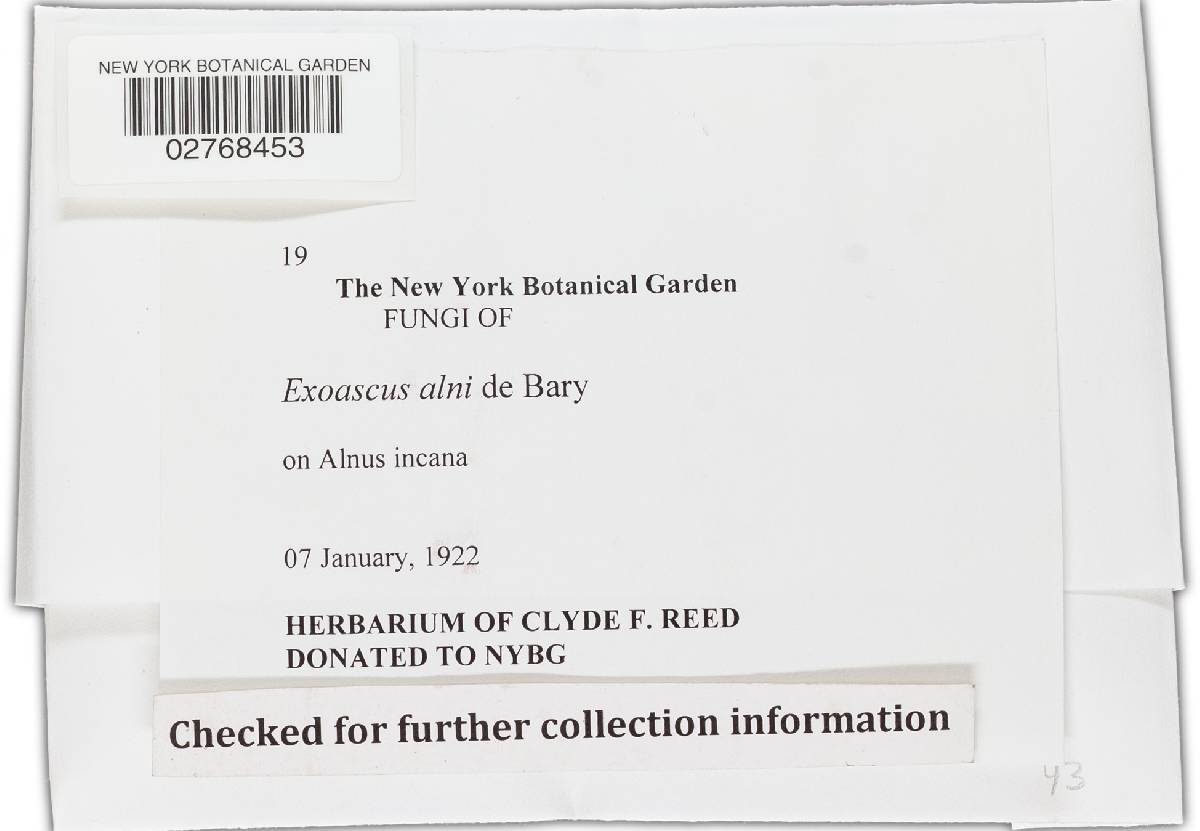 NEW YORK BOTANICAL GARDEN
02768453
19
The New York Botanical Garden
FUNGI OF
Exoascus alni de Bary
on Alnus incana
07 January, 1922
HERBARIUM OF CLYDE F. REED
DONATED TO NYBG
Checked for further collection information
43